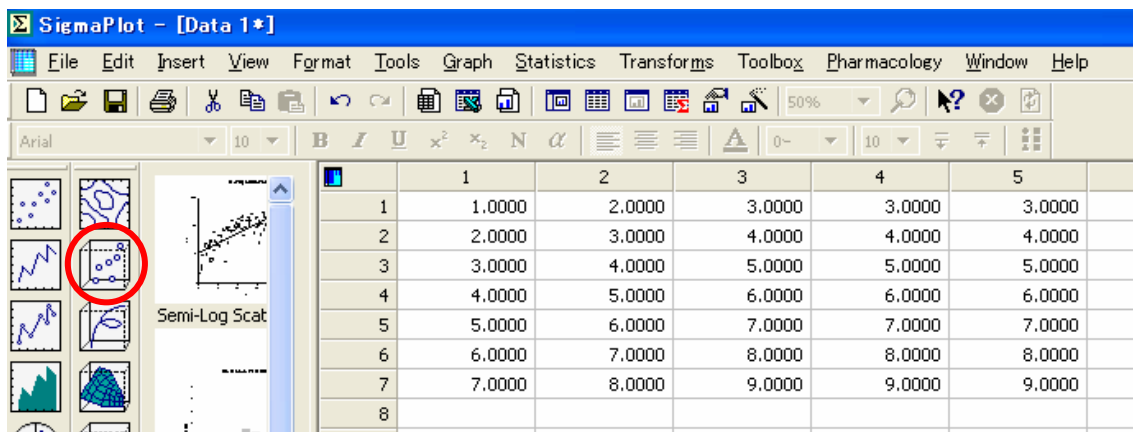 Σ SigmaPlot - [Data 1*]
File Edit Insert View Format Tools Graph Statistics Transforms Toolbox Pharmacology Window Help
50%
Arial 10 B I U x² ×₂ N α A 0~ 10
1 2 3 4 5
1 1.0000 2.0000 3.0000 3.0000 3.0000
2 2.0000 3.0000 4.0000 4.0000 4.0000
3 3.0000 4.0000 5.0000 5.0000 5.0000
4 4.0000 5.0000 6.0000 6.0000 6.0000
Semi-Log Scat
5 5.0000 6.0000 7.0000 7.0000 7.0000
6 6.0000 7.0000 8.0000 8.0000 8.0000
7 7.0000 8.0000 9.0000 9.0000 9.0000
8